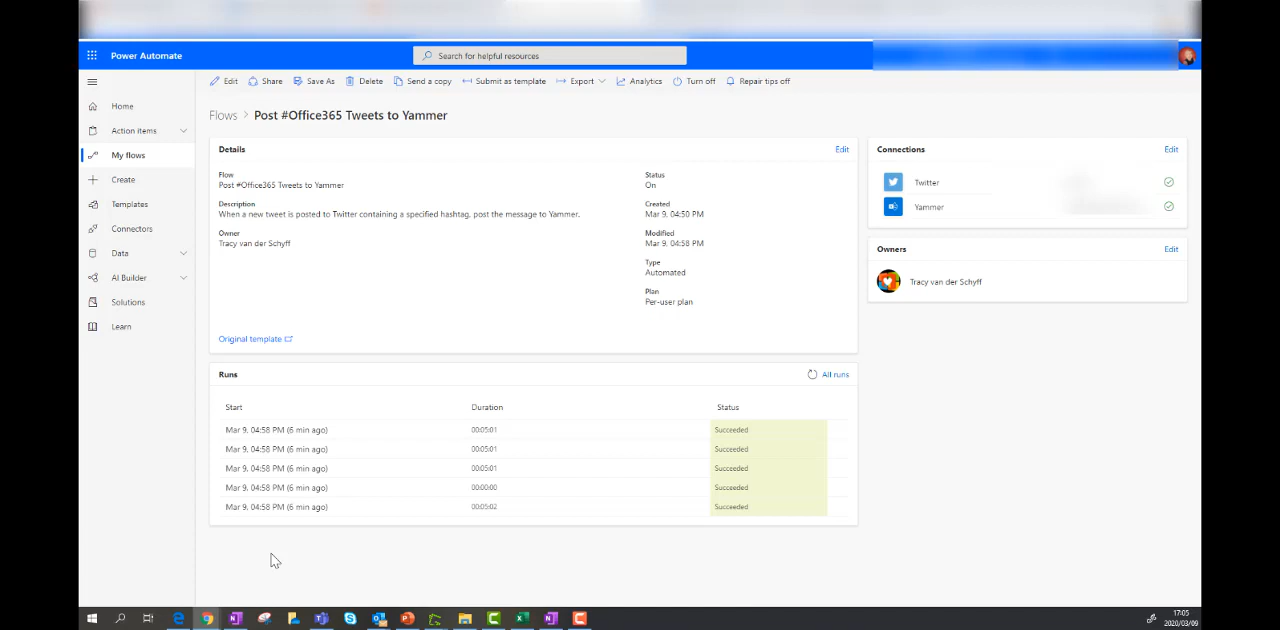 Power Automate
Search for helpful resources
Edit Share Save As Delete Send a copy Submit as template Export Analytics Turn off Repair tips off
Home
Action items
My flows
Create
Templates
Connectors
Data
AI Builder
Solutions
Learn
Flows > Post #Office365 Tweets to Yammer
Details Edit
Flow
Post #Office365 Tweets to Yammer
Description
When a new tweet is posted to Twitter containing a specified hashtag, post the message to Yammer.
Owner
Tracy van der Schyff
Status
On
Created
Mar 9, 04:50 PM
Modified
Mar 9, 04:58 PM
Type
Automated
Plan
Per-user plan
Original template
Connections Edit
Twitter
Yammer
Owners Edit
Tracy van der Schyff
Runs All runs
Start Duration Status
Mar 9, 04:58 PM (6 min ago) 00:05:01 Succeeded
Mar 9, 04:58 PM (6 min ago) 00:05:01 Succeeded
Mar 9, 04:58 PM (6 min ago) 00:05:01 Succeeded
Mar 9, 04:58 PM (6 min ago) 00:00:00 Succeeded
Mar 9, 04:58 PM (6 min ago) 00:05:02 Succeeded
17:05
2020/03/09